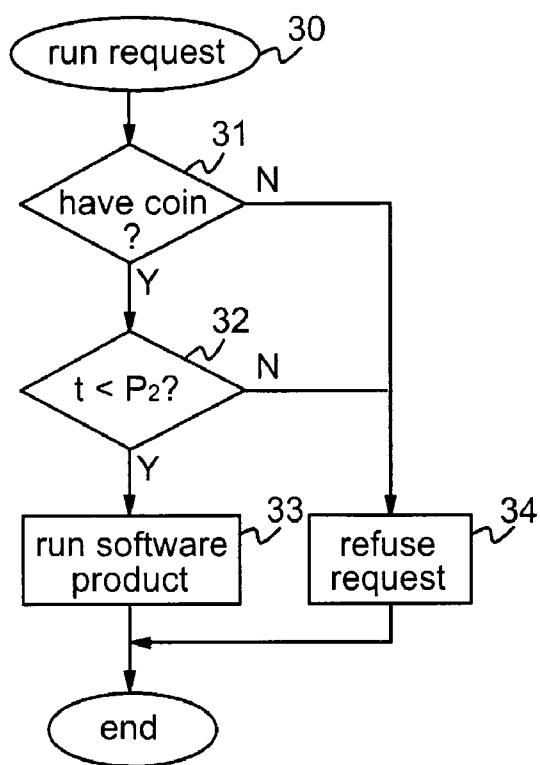 run request
30
31
have coin
?
N
Y
32
t < P₂?
N
Y
33
run software
product
34
refuse
request
end